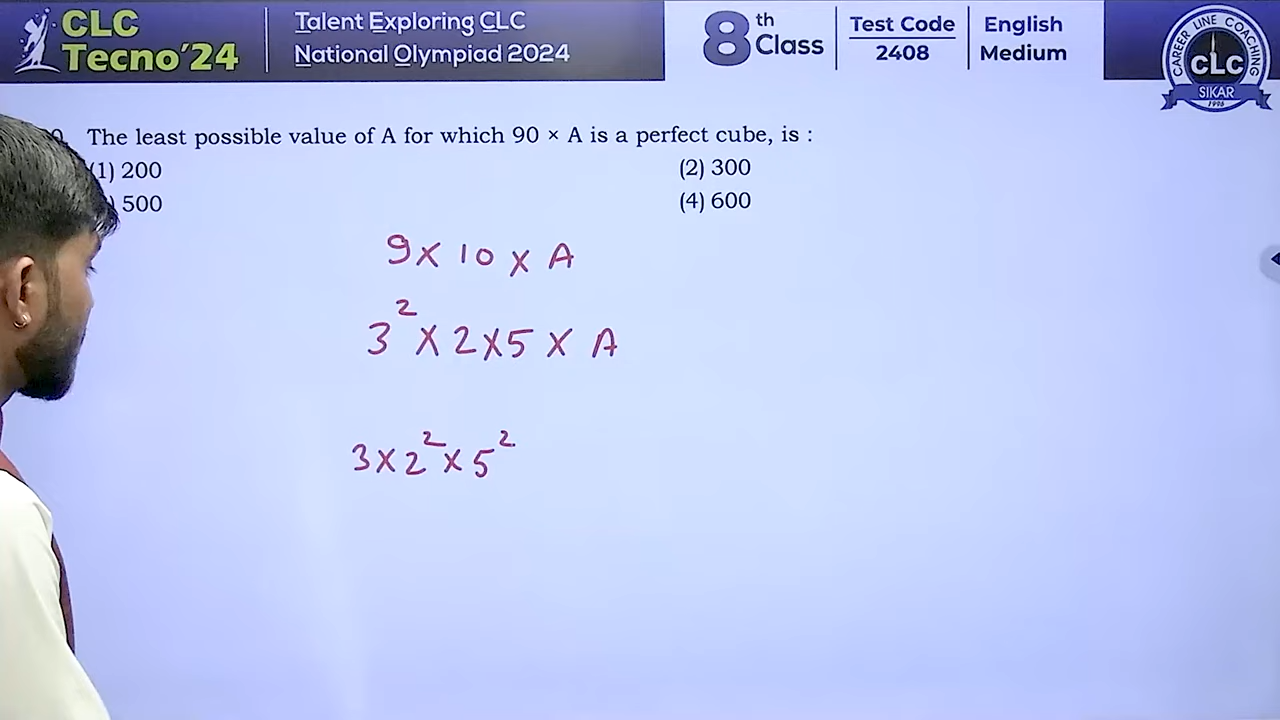 CLC
Tecno'24
Talent Exploring CLC
National Olympiad 2024
8th Class
Test Code
2408
English
Medium
CAREER LINE COACHING
CLC
SIKAR
1996
The least possible value of A for which 90 × A is a perfect cube, is :
(1) 200
(2) 300
) 500
(4) 600
9 × 10 × A
3² × 2 × 5 × A
3 × 2² × 5²